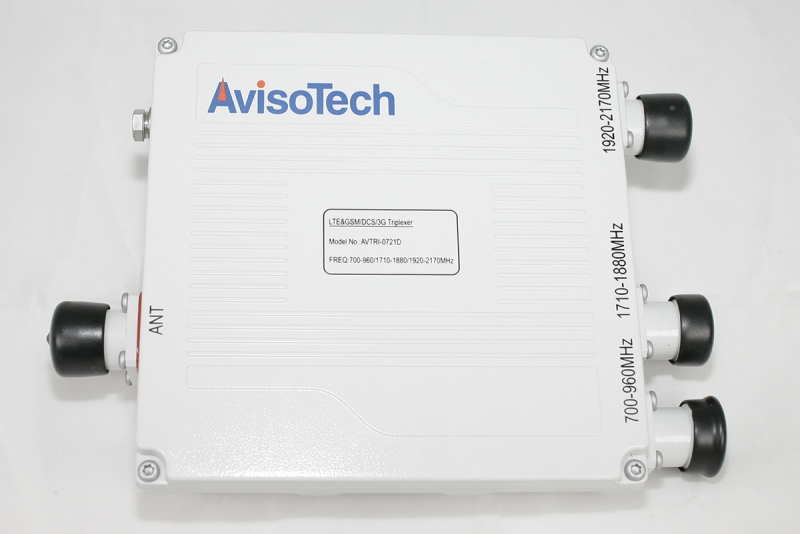 AvisoTech
1920-2170MHz
LTE&GSM/DCS/3G Triplexer
Model No. AVTRI-0721D
FREQ:700-960/1710-1880/1920-2170MHz
1710-1880MHz
ANT
700-960MHz